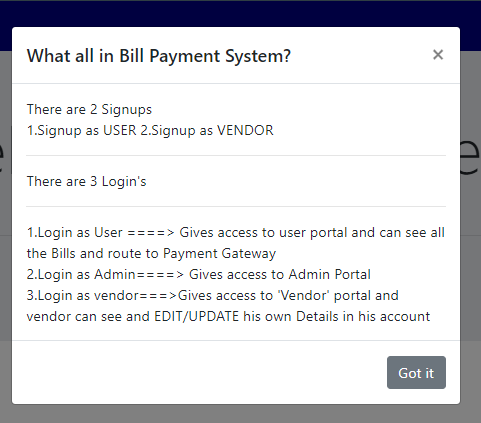 What all in Bill Payment System?
×
There are 2 Signups
1.Signup as USER 2.Signup as VENDOR
There are 3 Login's
1.Login as User ====> Gives access to user portal and can see all
the Bills and route to Payment Gateway
2.Login as Admin====> Gives access to Admin Portal
3.Login as vendor===>Gives access to 'Vendor' portal and
vendor can see and EDIT/UPDATE his own Details in his account
Got it